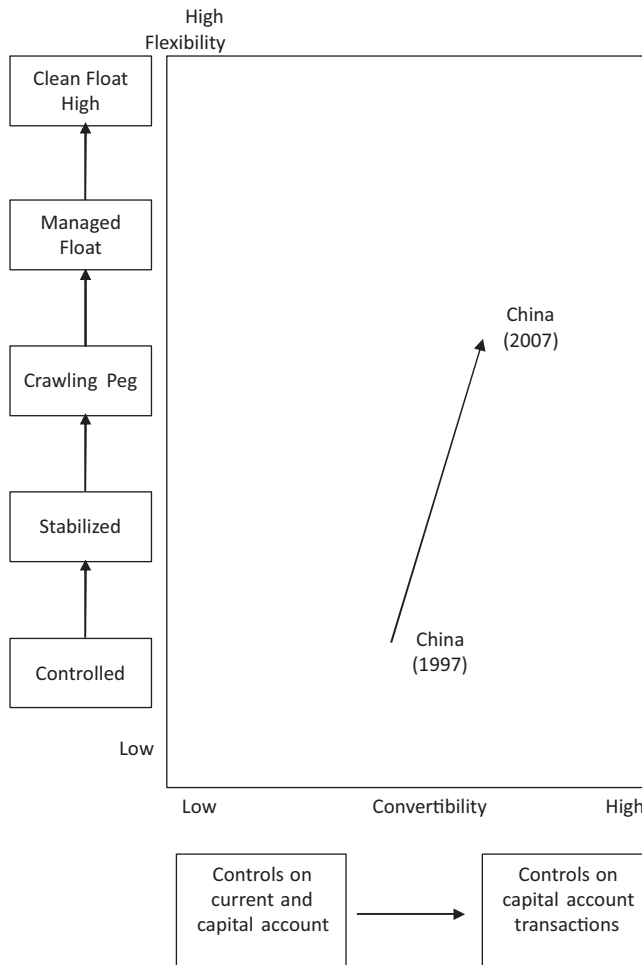 High
Flexibility
Clean Float
High
Managed
Float
China
(2007)
Crawling Peg
Stabilized
China
(1997)
Controlled
Low
Low Convertibility High
Controls on
current and
capital account
Controls on
capital account
transactions